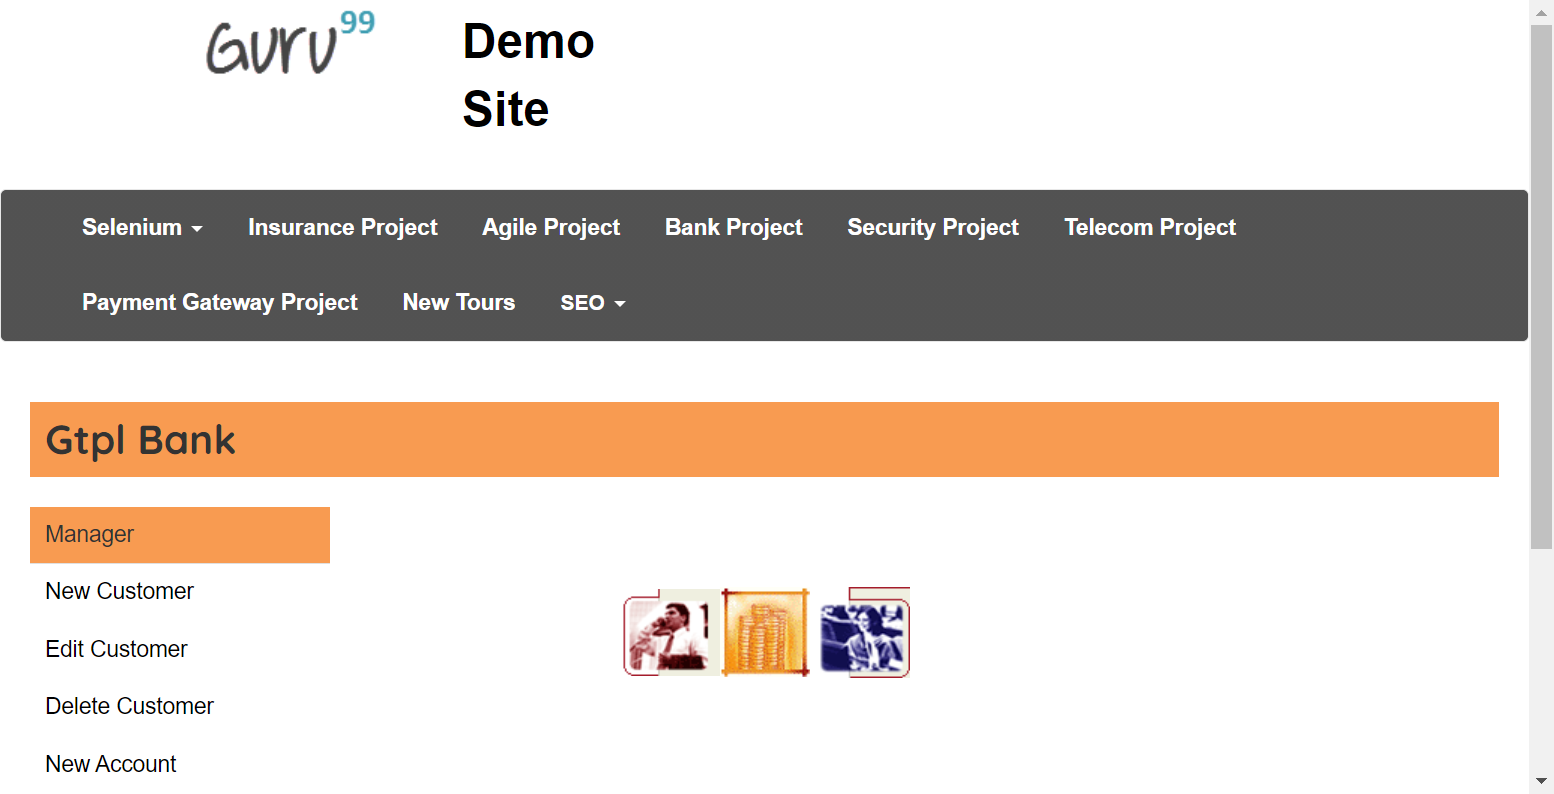 Guru99
Demo
Site
Selenium
Insurance Project
Agile Project
Bank Project
Security Project
Telecom Project
Payment Gateway Project
New Tours
SEO
Gtpl Bank
Manager
New Customer
Edit Customer
Delete Customer
New Account